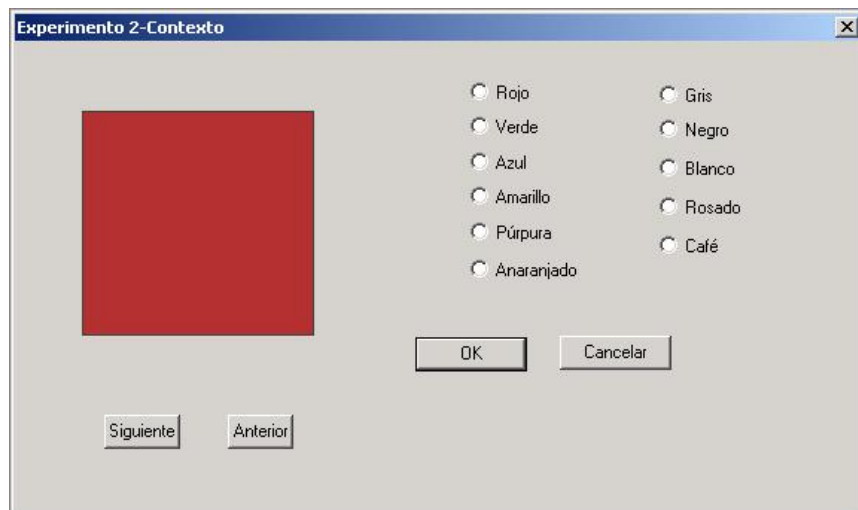 Experimento 2-Contexto
Rojo
Verde
Azul
Amarillo
Púrpura
Anaranjado
Gris
Negro
Blanco
Rosado
Café
OK
Cancelar
Siguiente
Anterior